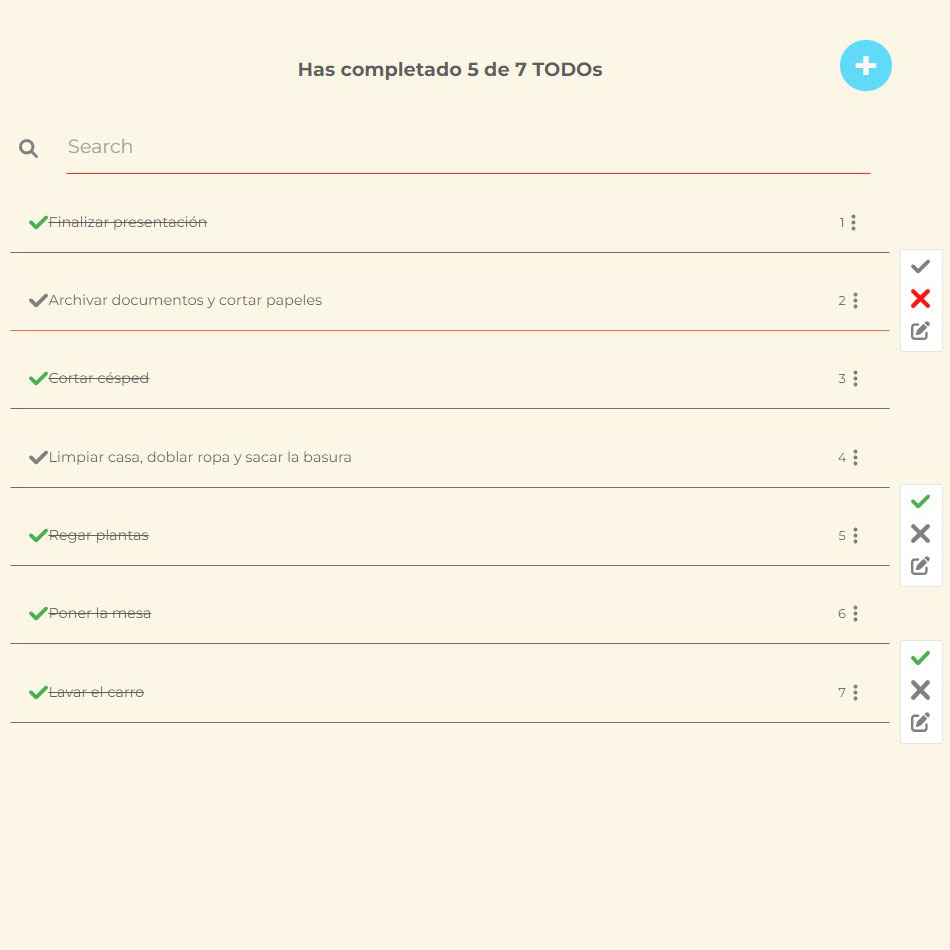 Has completado 5 de 7 TODOs
Search
Finalizar presentación 1
Archivar documentos y cortar papeles 2
Cortar césped 3
Limpiar casa, doblar ropa y sacar la basura 4
Regar plantas 5
Poner la mesa 6
Lavar el carro 7